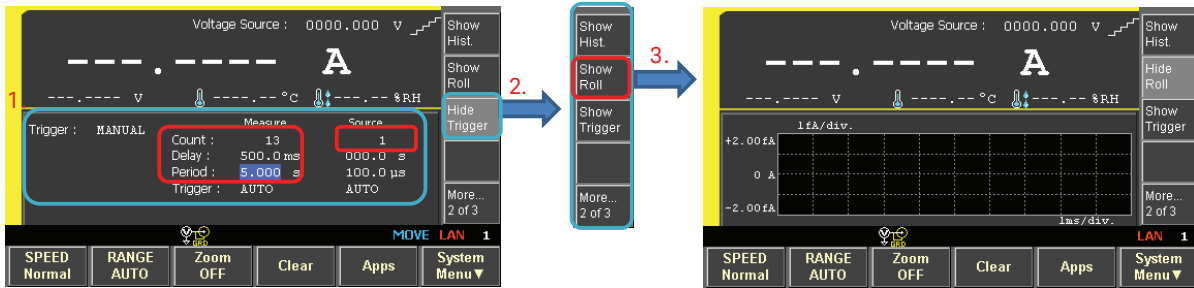 Voltage Source : 0000.000 V
--- . ---- A
---.---- V ---.-- °C ---.-- %RH
1.
Trigger : MANUAL
Measure Source
Count : 13 1
Delay : 500.0 ms 000.0 s
Period : 5.000 s 100.0 µs
Trigger : AUTO AUTO
Show
Hist.
Show
Roll
Hide
Trigger
More...
2 of 3
GRD
MOVE LAN 1
SPEED
Normal
RANGE
AUTO
Zoom
OFF
Clear
Apps
System
Menu▼
2.
Show
Hist.
Show
Roll
Show
Trigger
More...
2 of 3
3.
Voltage Source : 0000.000 V
--- . ---- A
---.---- V ---.-- °C ---.-- %RH
1fA/div.
+2.00fA
0 A
-2.00fA
1ms/div.
Show
Hist.
Hide
Roll
Show
Trigger
More...
2 of 3
GRD
LAN 1
SPEED
Normal
RANGE
AUTO
Zoom
OFF
Clear
Apps
System
Menu▼